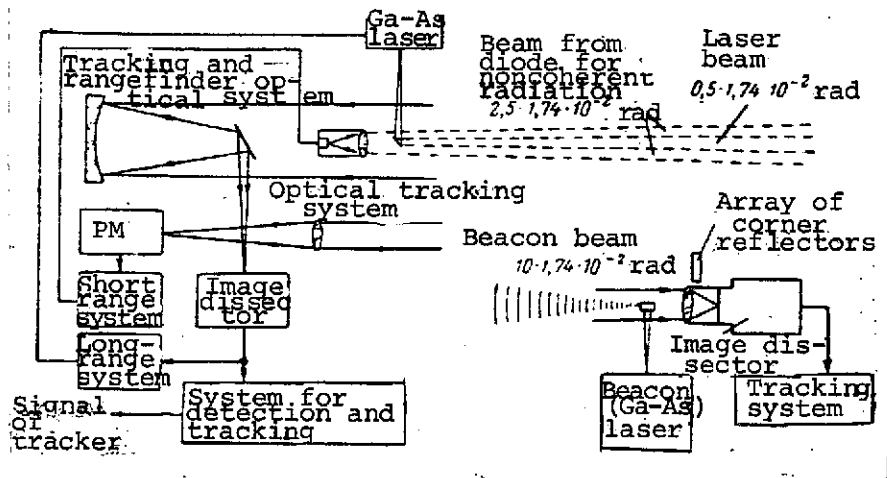 Ga-As
laser
Tracking and
rangefinder op-
tical system
Beam from
diode for
noncoherent
radiation
2,5·1,74·10⁻²
rad
Laser
beam
0,5·1,74 10⁻² rad
Optical tracking
system
PM
Short
range
system
Image
dissec-
tor
Long-
range
system
System for
detection and
tracking
Signal
of
tracker
Beacon beam
10·1,74·10⁻² rad
Array of
corner
reflectors
Image dis-
sector
Beacon
(Ga-As)
laser
Tracking
system